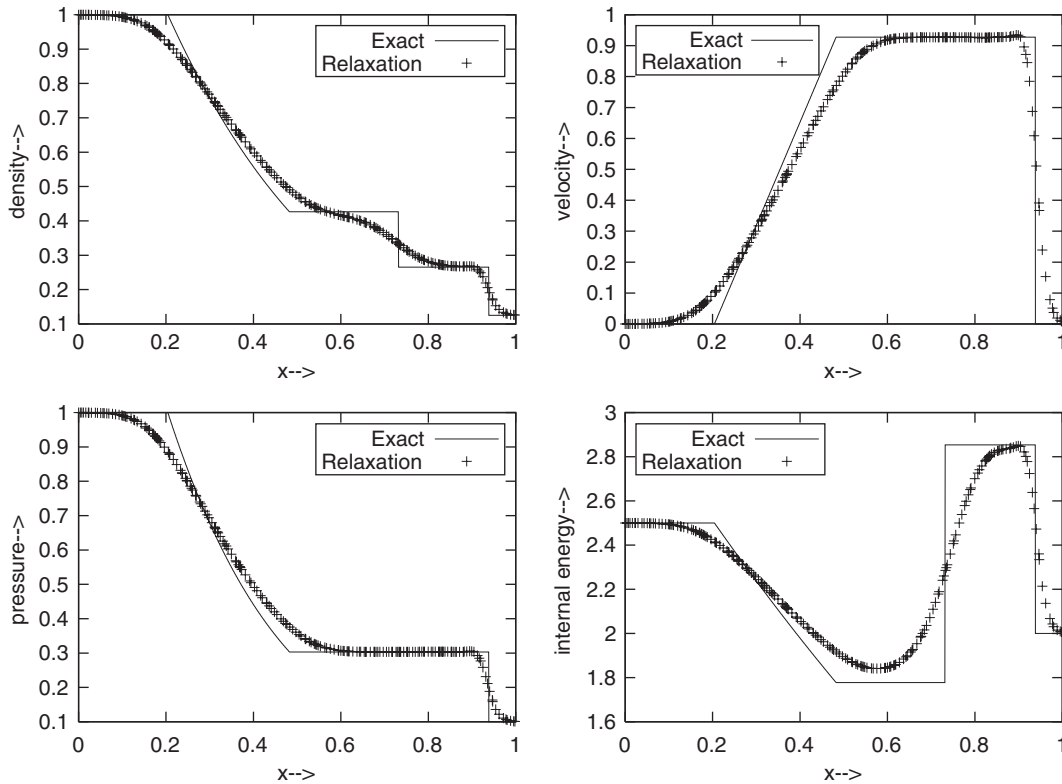 1
0.9
0.8
0.7
0.6
0.5
0.4
0.3
0.2
0.1
0 0.2 0.4 0.6 0.8 1
density-->
x-->
Exact
Relaxation
1
0.9
0.8
0.7
0.6
0.5
0.4
0.3
0.2
0.1
0
0 0.2 0.4 0.6 0.8 1
velocity-->
x-->
Exact
Relaxation
1
0.9
0.8
0.7
0.6
0.5
0.4
0.3
0.2
0.1
0 0.2 0.4 0.6 0.8 1
pressure-->
x-->
Exact
Relaxation
3
2.8
2.6
2.4
2.2
2
1.8
1.6
0 0.2 0.4 0.6 0.8 1
internal energy-->
x-->
Exact
Relaxation